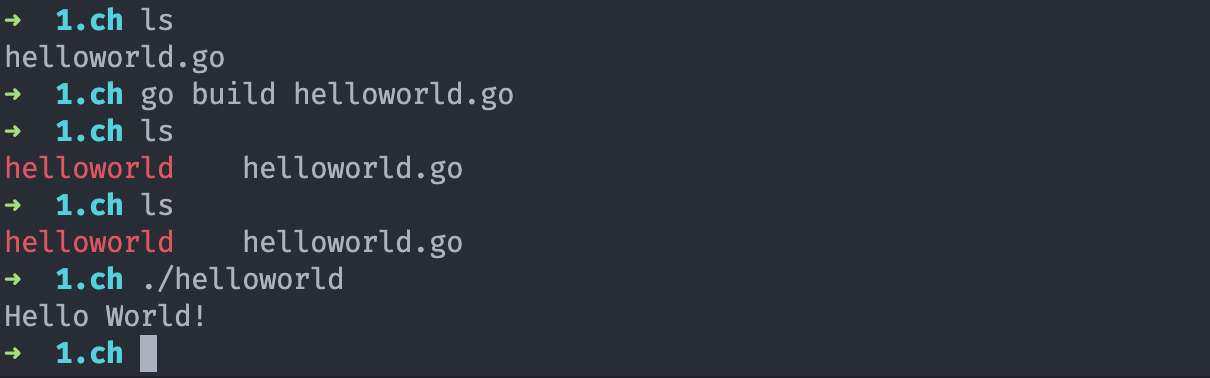 ➜  1.ch ls
helloworld.go
➜  1.ch go build helloworld.go
➜  1.ch ls
helloworld    helloworld.go
➜  1.ch ls
helloworld    helloworld.go
➜  1.ch ./helloworld
Hello World!
➜  1.ch